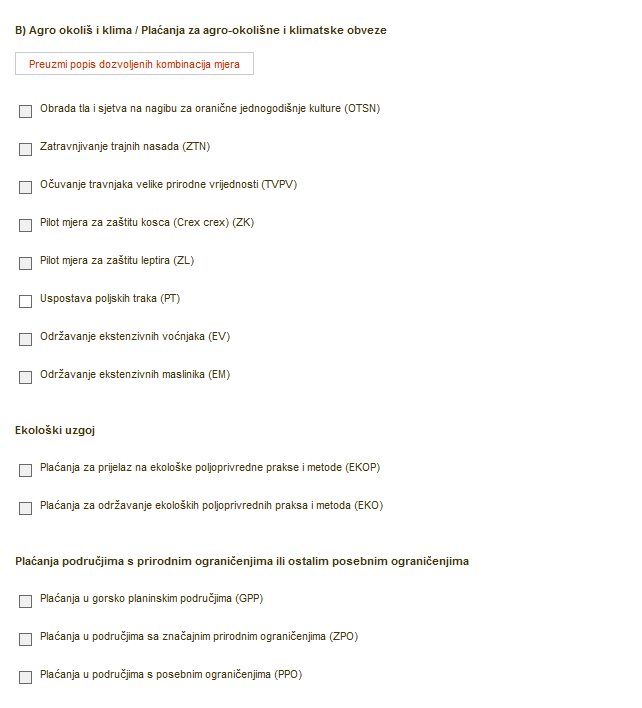 B) Agro okoliš i klima / Plaćanja za agro-okolišne i klimatske obveze
Preuzmi popis dozvoljenih kombinacija mjera
Obrada tla i sjetva na nagibu za oranične jednogodišnje kulture (OTSN)
Zatravnjivanje trajnih nasada (ZTN)
Očuvanje travnjaka velike prirodne vrijednosti (TVPV)
Pilot mjera za zaštitu kosca (Crex crex) (ZK)
Pilot mjera za zaštitu leptira (ZL)
Uspostava poljskih traka (PT)
Održavanje ekstenzivnih voćnjaka (EV)
Održavanje ekstenzivnih maslinika (EM)
Ekološki uzgoj
Plaćanja za prijelaz na ekološke poljoprivredne prakse i metode (EKOP)
Plaćanja za održavanje ekoloških poljoprivrednih praksa i metoda (EKO)
Plaćanja područjima s prirodnim ograničenjima ili ostalim posebnim ograničenjima
Plaćanja u gorsko planinskim područjima (GPP)
Plaćanja u područjima sa značajnim prirodnim ograničenjima (ZPO)
Plaćanja u područjima s posebnim ograničenjima (PPO)